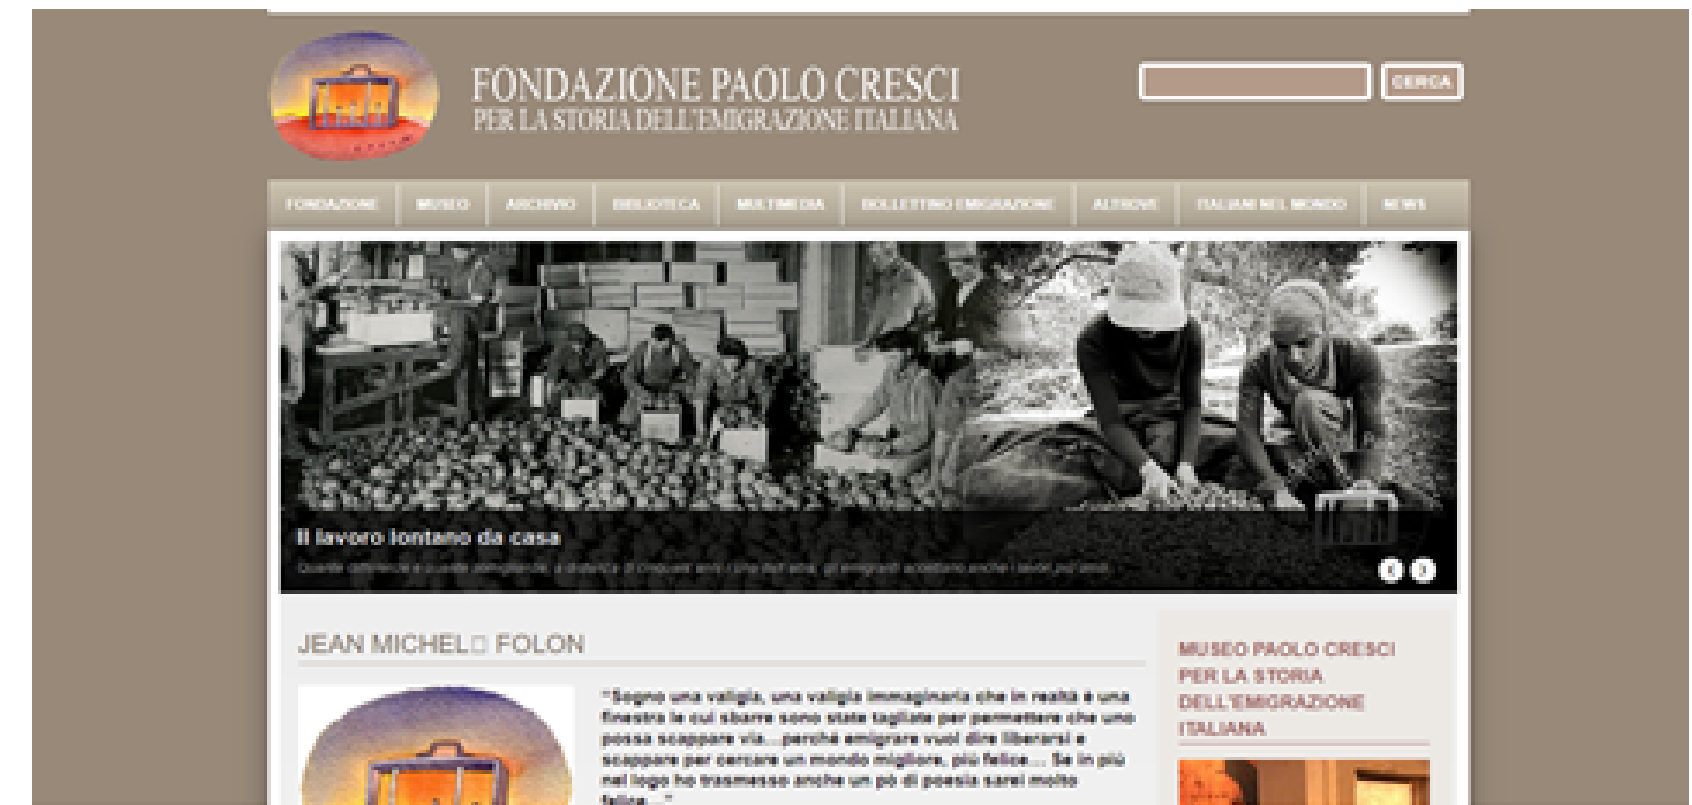 FONDAZIONE PAOLO CRESCI
PER LA STORIA DELL'EMIGRAZIONE ITALIANA
CERCA
FONDAZIONE MUSEO ARCHIVIO BIBLIOTECA MULTIMEDIA BOLLETTINO EMIGRAZIONE ALTROVE ITALIANI NEL MONDO NEWS
Il lavoro lontano da casa
JEAN MICHEL□ FOLON
"Sogno una valigia, una valigia immaginaria che in realtà è una
finestra le cui sbarre sono state tagliate per permettere che uno
possa scappare via...perché emigrare vuol dire liberarsi e
scappare per cercare un mondo migliore, più felice... Se in più
nel logo ho trasmesso anche un pò di poesia sarei molto
felice..."
MUSEO PAOLO CRESCI
PER LA STORIA
DELL'EMIGRAZIONE
ITALIANA